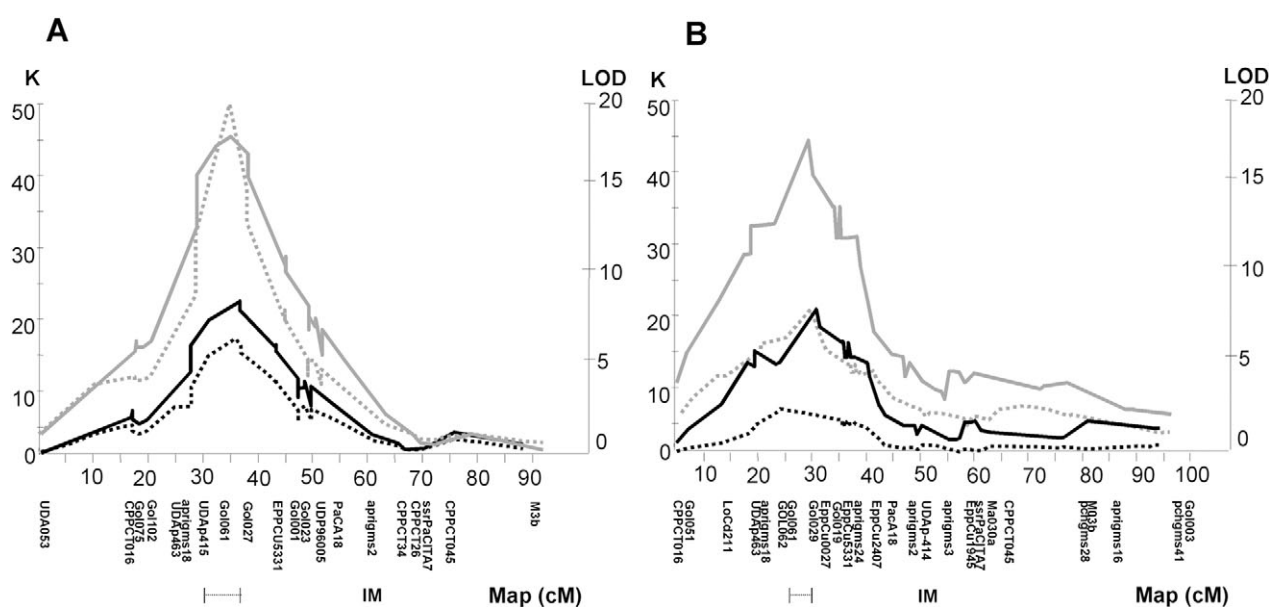 A
B
K
LOD
K
LOD
50
40
30
20
10
0
20
15
10
5
0
50
40
30
20
10
0
20
15
10
5
0
10 20 30 40 50 60 70 80 90
10 20 30 40 50 60 70 80 90 100
UDA053
CPPCT016
Gol075
Gol102
aprigms18
UDAp463
UDAp415
Gol061
Gol027
EPPCU5331
Gol001
Gol023
UDP96005
PaCA18
aprigms2
CPPCT34
CPPCT26
ssrPaCITA7
CPPCT045
M3b
CPPCT016
Gol051
LoCd211
UDAp463
aprigms18
GOL062
Gol061
Gol029
EppCu0027
Gol019
EppCu5331
aprigms24
EppCu2407
PacA18
aprigms2
UDAp-414
aprigms3
EppCu1945
ssrPaCITA7
Ma030a
CPPCT045
pchgms28
aprigms16
pchgms41
Gol003
IM Map (cM)
IM Map (cM)